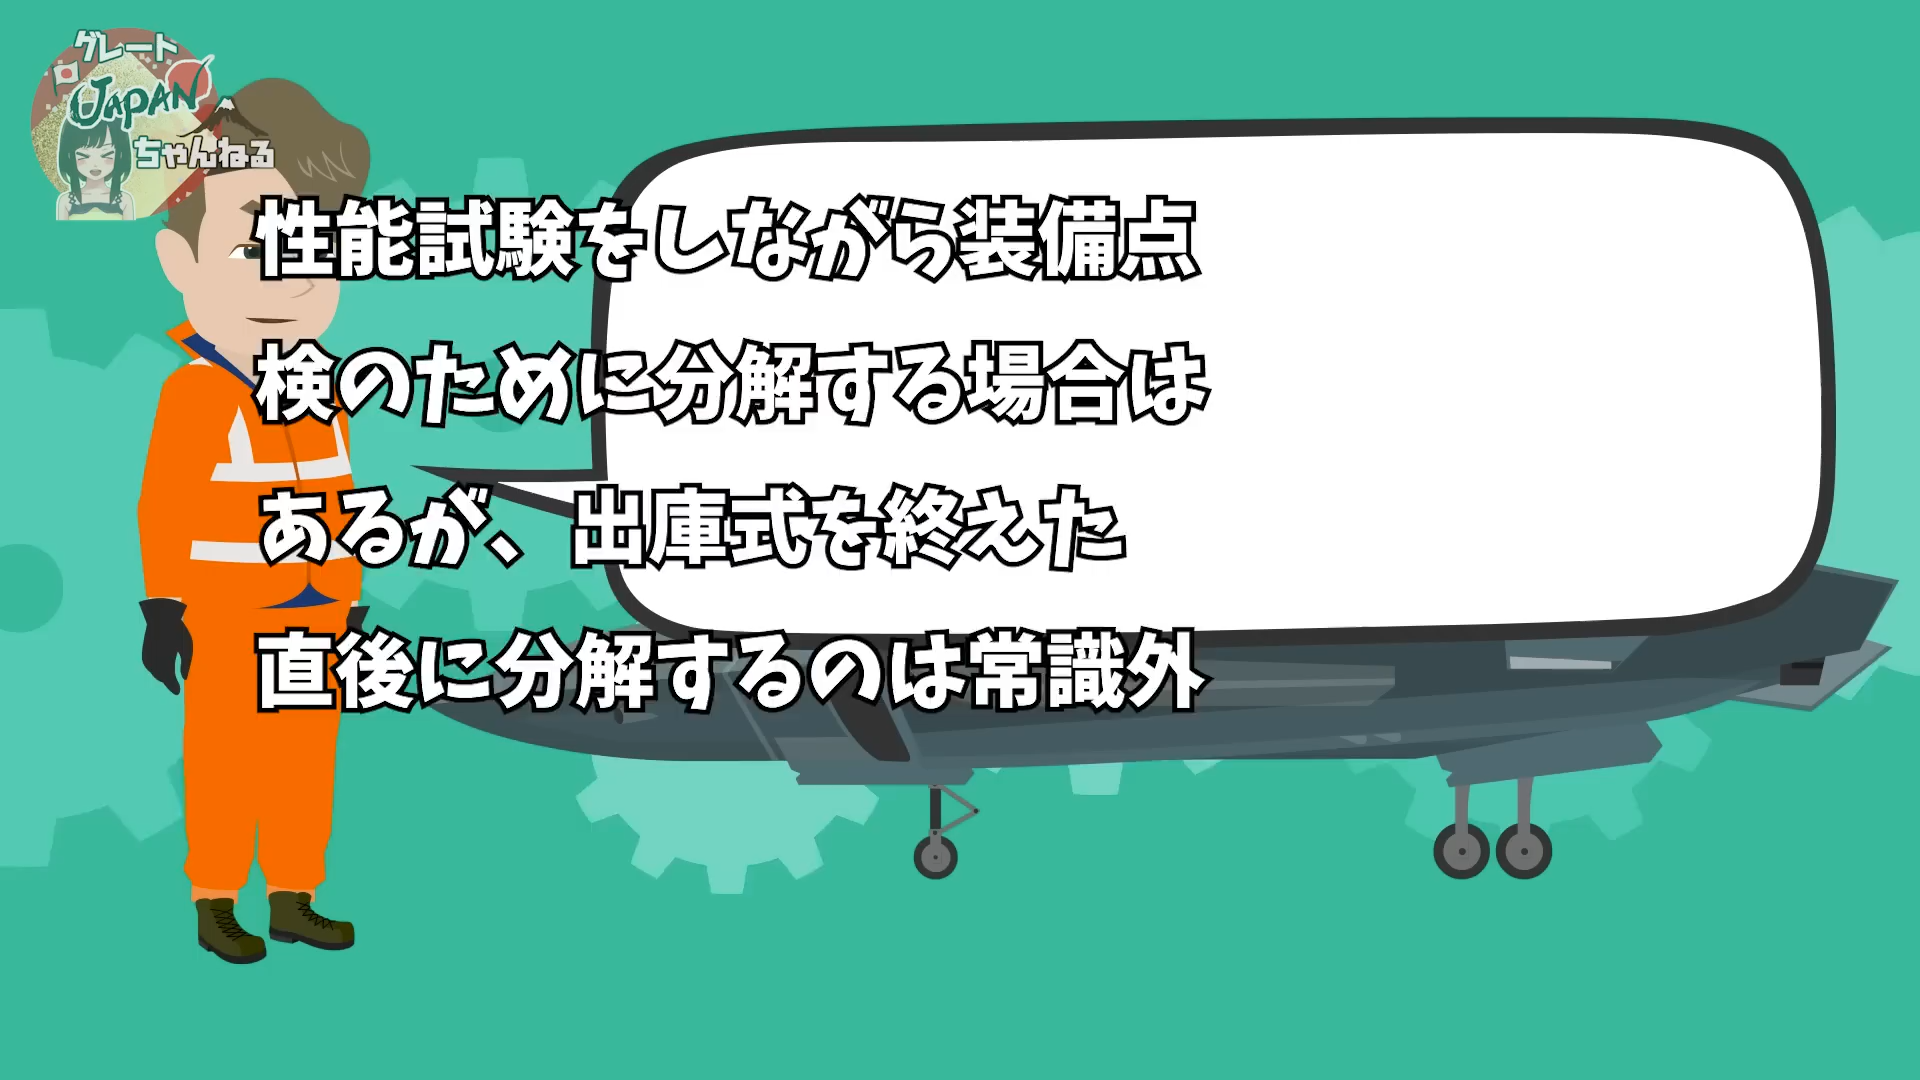 グレート
JAPAN
ちゃんねる
性能試験をしながら装備点
検のために分解する場合は
あるが、出庫式を終えた
直後に分解するのは常識外